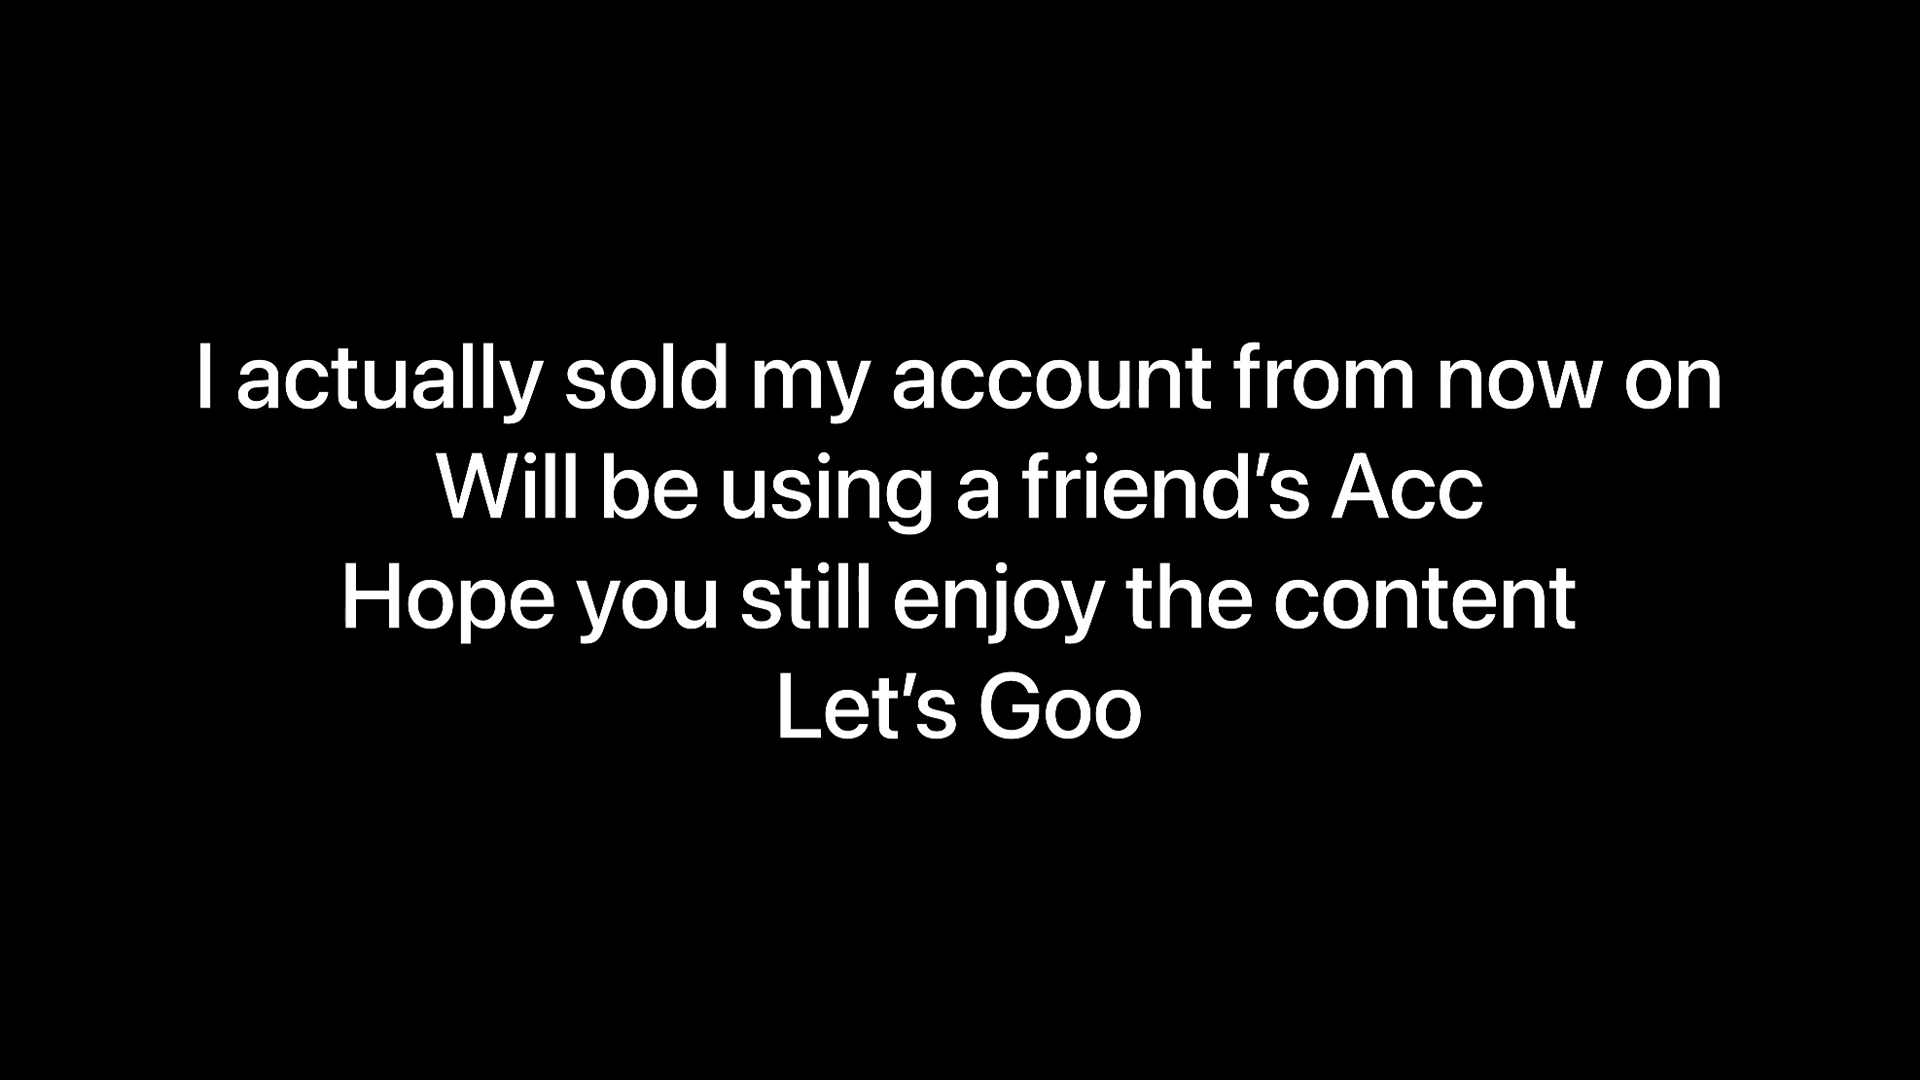 I actually sold my account from now on
Will be using a friend’s Acc
Hope you still enjoy the content
Let’s Goo